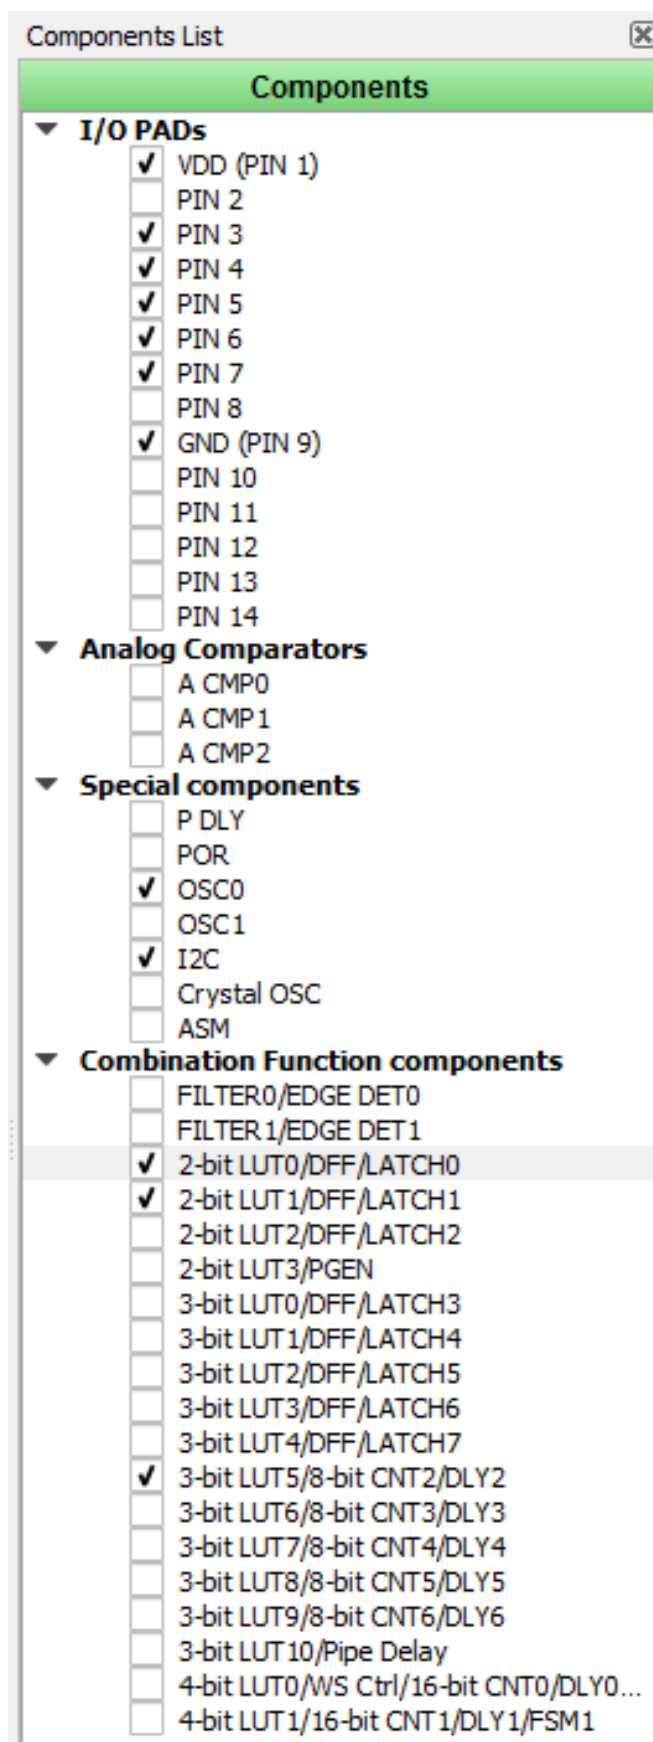 Components List
Components
I/O PADs
VDD (PIN 1)
PIN 2
PIN 3
PIN 4
PIN 5
PIN 6
PIN 7
PIN 8
GND (PIN 9)
PIN 10
PIN 11
PIN 12
PIN 13
PIN 14
Analog Comparators
A CMP0
A CMP1
A CMP2
Special components
P DLY
POR
OSC0
OSC1
I2C
Crystal OSC
ASM
Combination Function components
FILTER0/EDGE DET0
FILTER1/EDGE DET1
2-bit LUT0/DFF/LATCH0
2-bit LUT1/DFF/LATCH1
2-bit LUT2/DFF/LATCH2
2-bit LUT3/PGEN
3-bit LUT0/DFF/LATCH3
3-bit LUT1/DFF/LATCH4
3-bit LUT2/DFF/LATCH5
3-bit LUT3/DFF/LATCH6
3-bit LUT4/DFF/LATCH7
3-bit LUT5/8-bit CNT2/DLY2
3-bit LUT6/8-bit CNT3/DLY3
3-bit LUT7/8-bit CNT4/DLY4
3-bit LUT8/8-bit CNT5/DLY5
3-bit LUT9/8-bit CNT6/DLY6
3-bit LUT10/Pipe Delay
4-bit LUT0/WS Ctrl/16-bit CNT0/DLY0...
4-bit LUT1/16-bit CNT1/DLY1/FSM1